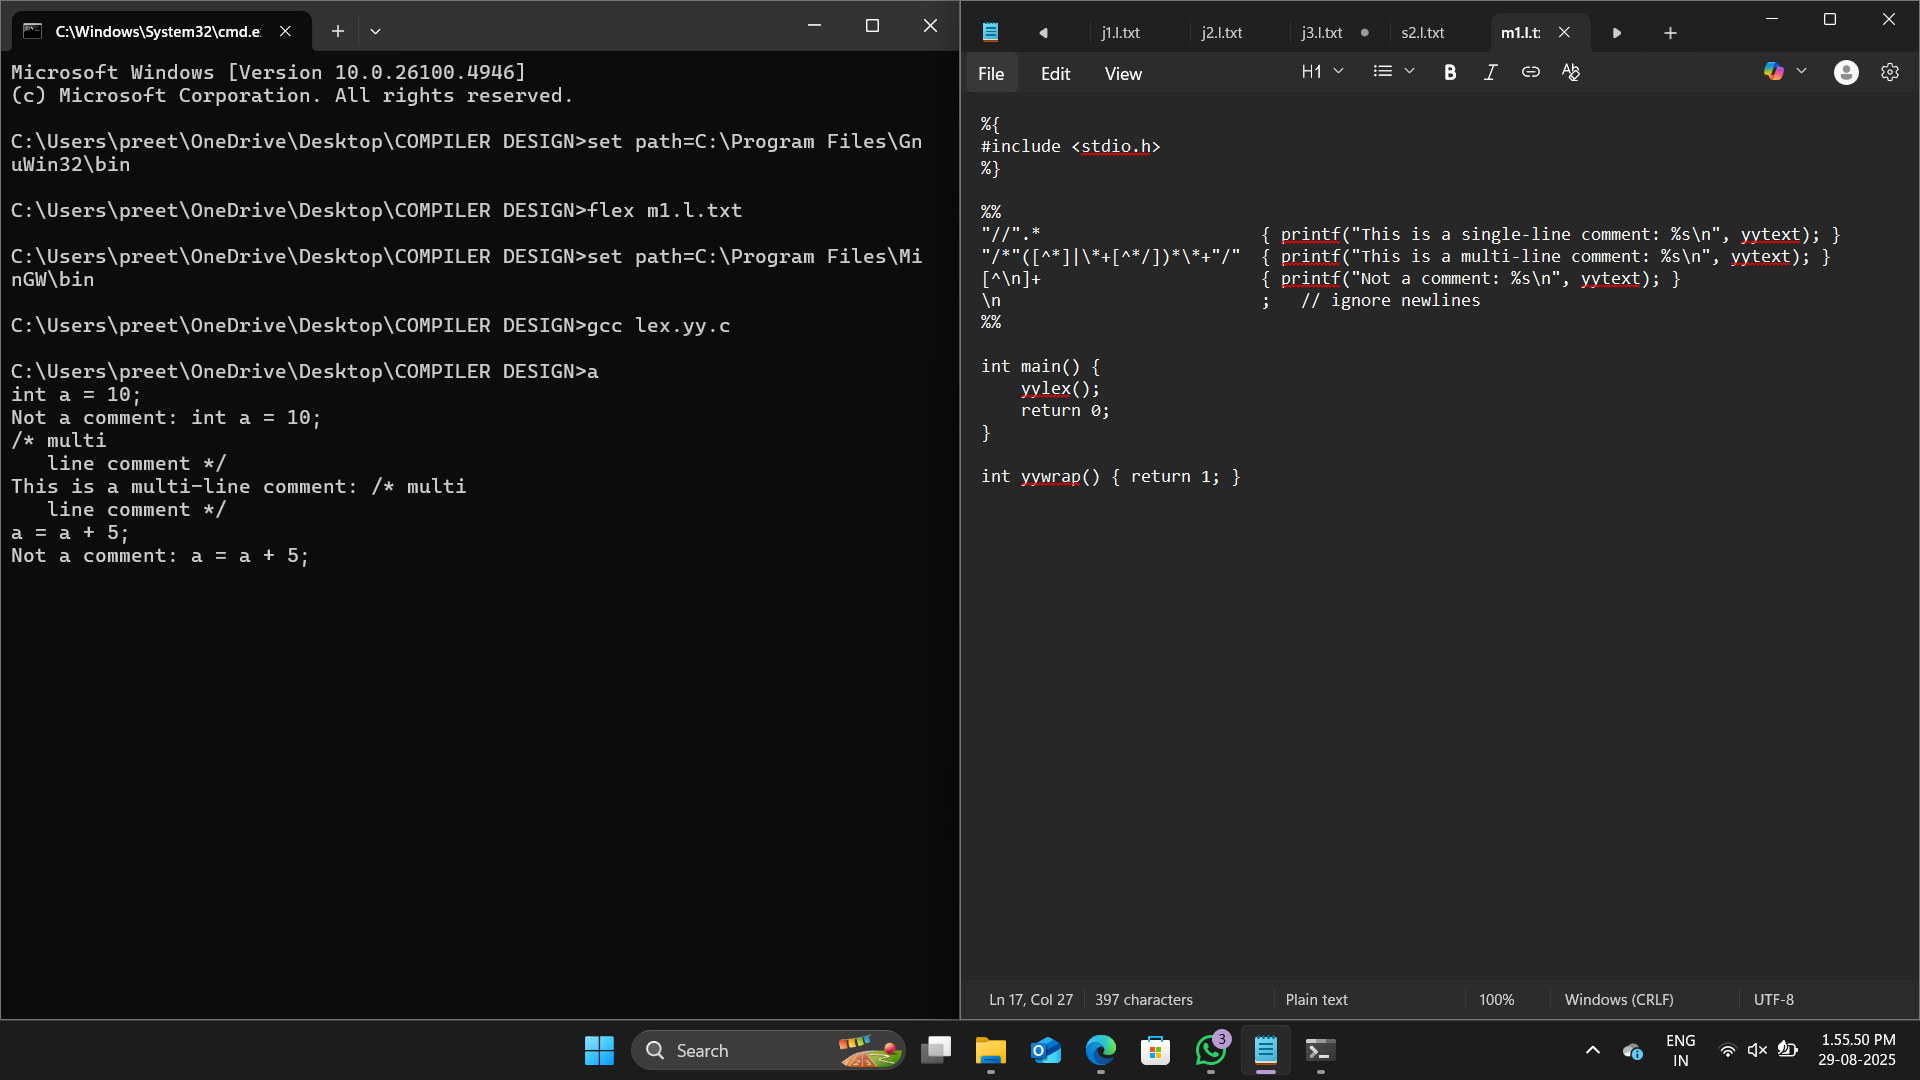 C:\Windows\System32\cmd.e
Microsoft Windows [Version 10.0.26100.4946]
(c) Microsoft Corporation. All rights reserved.
C:\Users\preet\OneDrive\Desktop\COMPILER DESIGN>set path=C:\Program Files\Gn
uWin32\bin
C:\Users\preet\OneDrive\Desktop\COMPILER DESIGN>flex m1.l.txt
C:\Users\preet\OneDrive\Desktop\COMPILER DESIGN>set path=C:\Program Files\Mi
nGW\bin
C:\Users\preet\OneDrive\Desktop\COMPILER DESIGN>gcc lex.yy.c
C:\Users\preet\OneDrive\Desktop\COMPILER DESIGN>a
int a = 10;
Not a comment: int a = 10;
/* multi
   line comment */
This is a multi-line comment: /* multi
   line comment */
a = a + 5;
Not a comment: a = a + 5;
j1.l.txt j2.l.txt j3.l.txt s2.l.txt m1.l.t
File Edit View H1 B I
%{
#include <stdio.h>
%}
%%
"//".*                      { printf("This is a single-line comment: %s\n", yytext); }
"/*"([^*]|\*+[^*/])*\*+"/"  { printf("This is a multi-line comment: %s\n", yytext); }
[^\n]+                      { printf("Not a comment: %s\n", yytext); }
\n                          ;   // ignore newlines
%%
int main() {
    yylex();
    return 0;
}
int yywrap() { return 1; }
Ln 17, Col 27 397 characters Plain text 100% Windows (CRLF) UTF-8
Search
3
ENG
IN
1.55.50 PM
29-08-2025